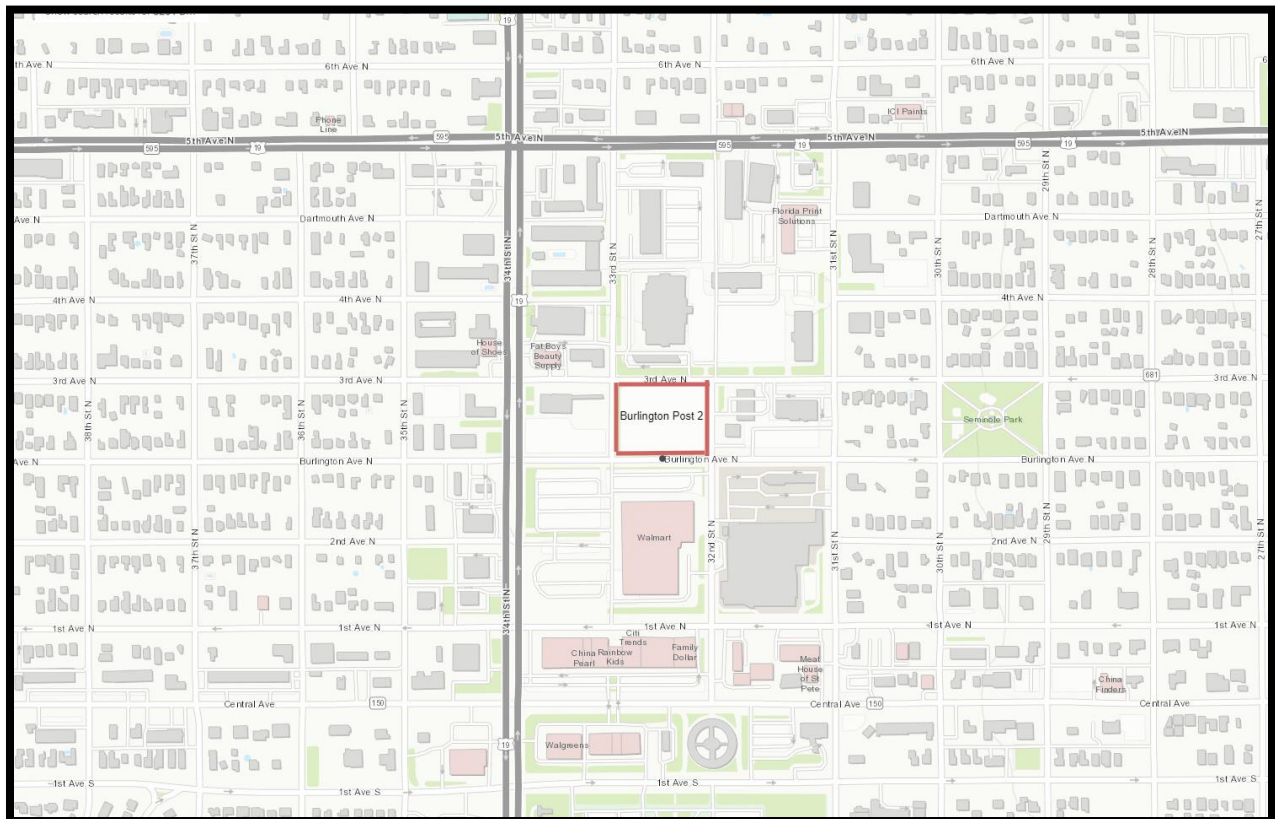 19
6th Ave N
6th Ave N
6th Ave N
Phone
Line
ICI Paints
5th Ave N
595
19
595
5th Ave N
595
19
5th Ave N
595
19
5th Ave N
29th St N
Ave N
Dartmouth Ave N
Florida Print
Solutions
Dartmouth Ave N
27th St N
37th St N
34th St N
33rd St N
31st St N
30th St N
28th St N
4th Ave N
4th Ave N
19
4th Ave N
House
of Shoes
Fat Boys
Beauty
Supply
681
3rd Ave N
3rd Ave N
3rd Ave N
3rd Ave N
Burlington Post 2
Seminole Park
38th St N
36th St N
35th St N
Ave N
Burlington Ave N
Burlington Ave N
Burlington Ave N
37th St N
2nd Ave N
Walmart
32nd St N
31st St N
30th St N
2nd Ave N
29th St N
27th St N
34th St N
1st Ave N
1st Ave N
1st Ave N
1st Ave N
1st Ave N
China
Pearl
Rainbow
Kids
Citi
Trends
Family
Dollar
Meat
House
of St
Pete
China
Finders
Central Ave
150
Central Ave
150
Central Ave
19
Walgreens
1st Ave S
1st Ave S
1st Ave S
1st Ave S